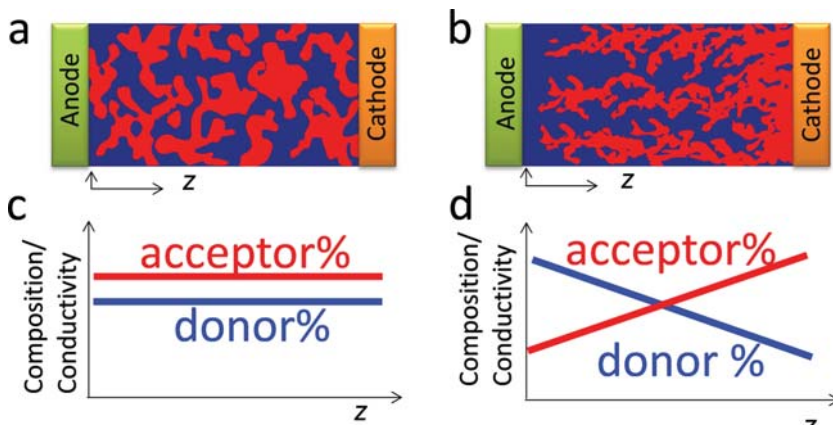 a
Anode
Cathode
z
b
Anode
Cathode
z
c
Composition/
Conductivity
acceptor%
donor%
z
d
Composition/
Conductivity
acceptor%
donor %
z